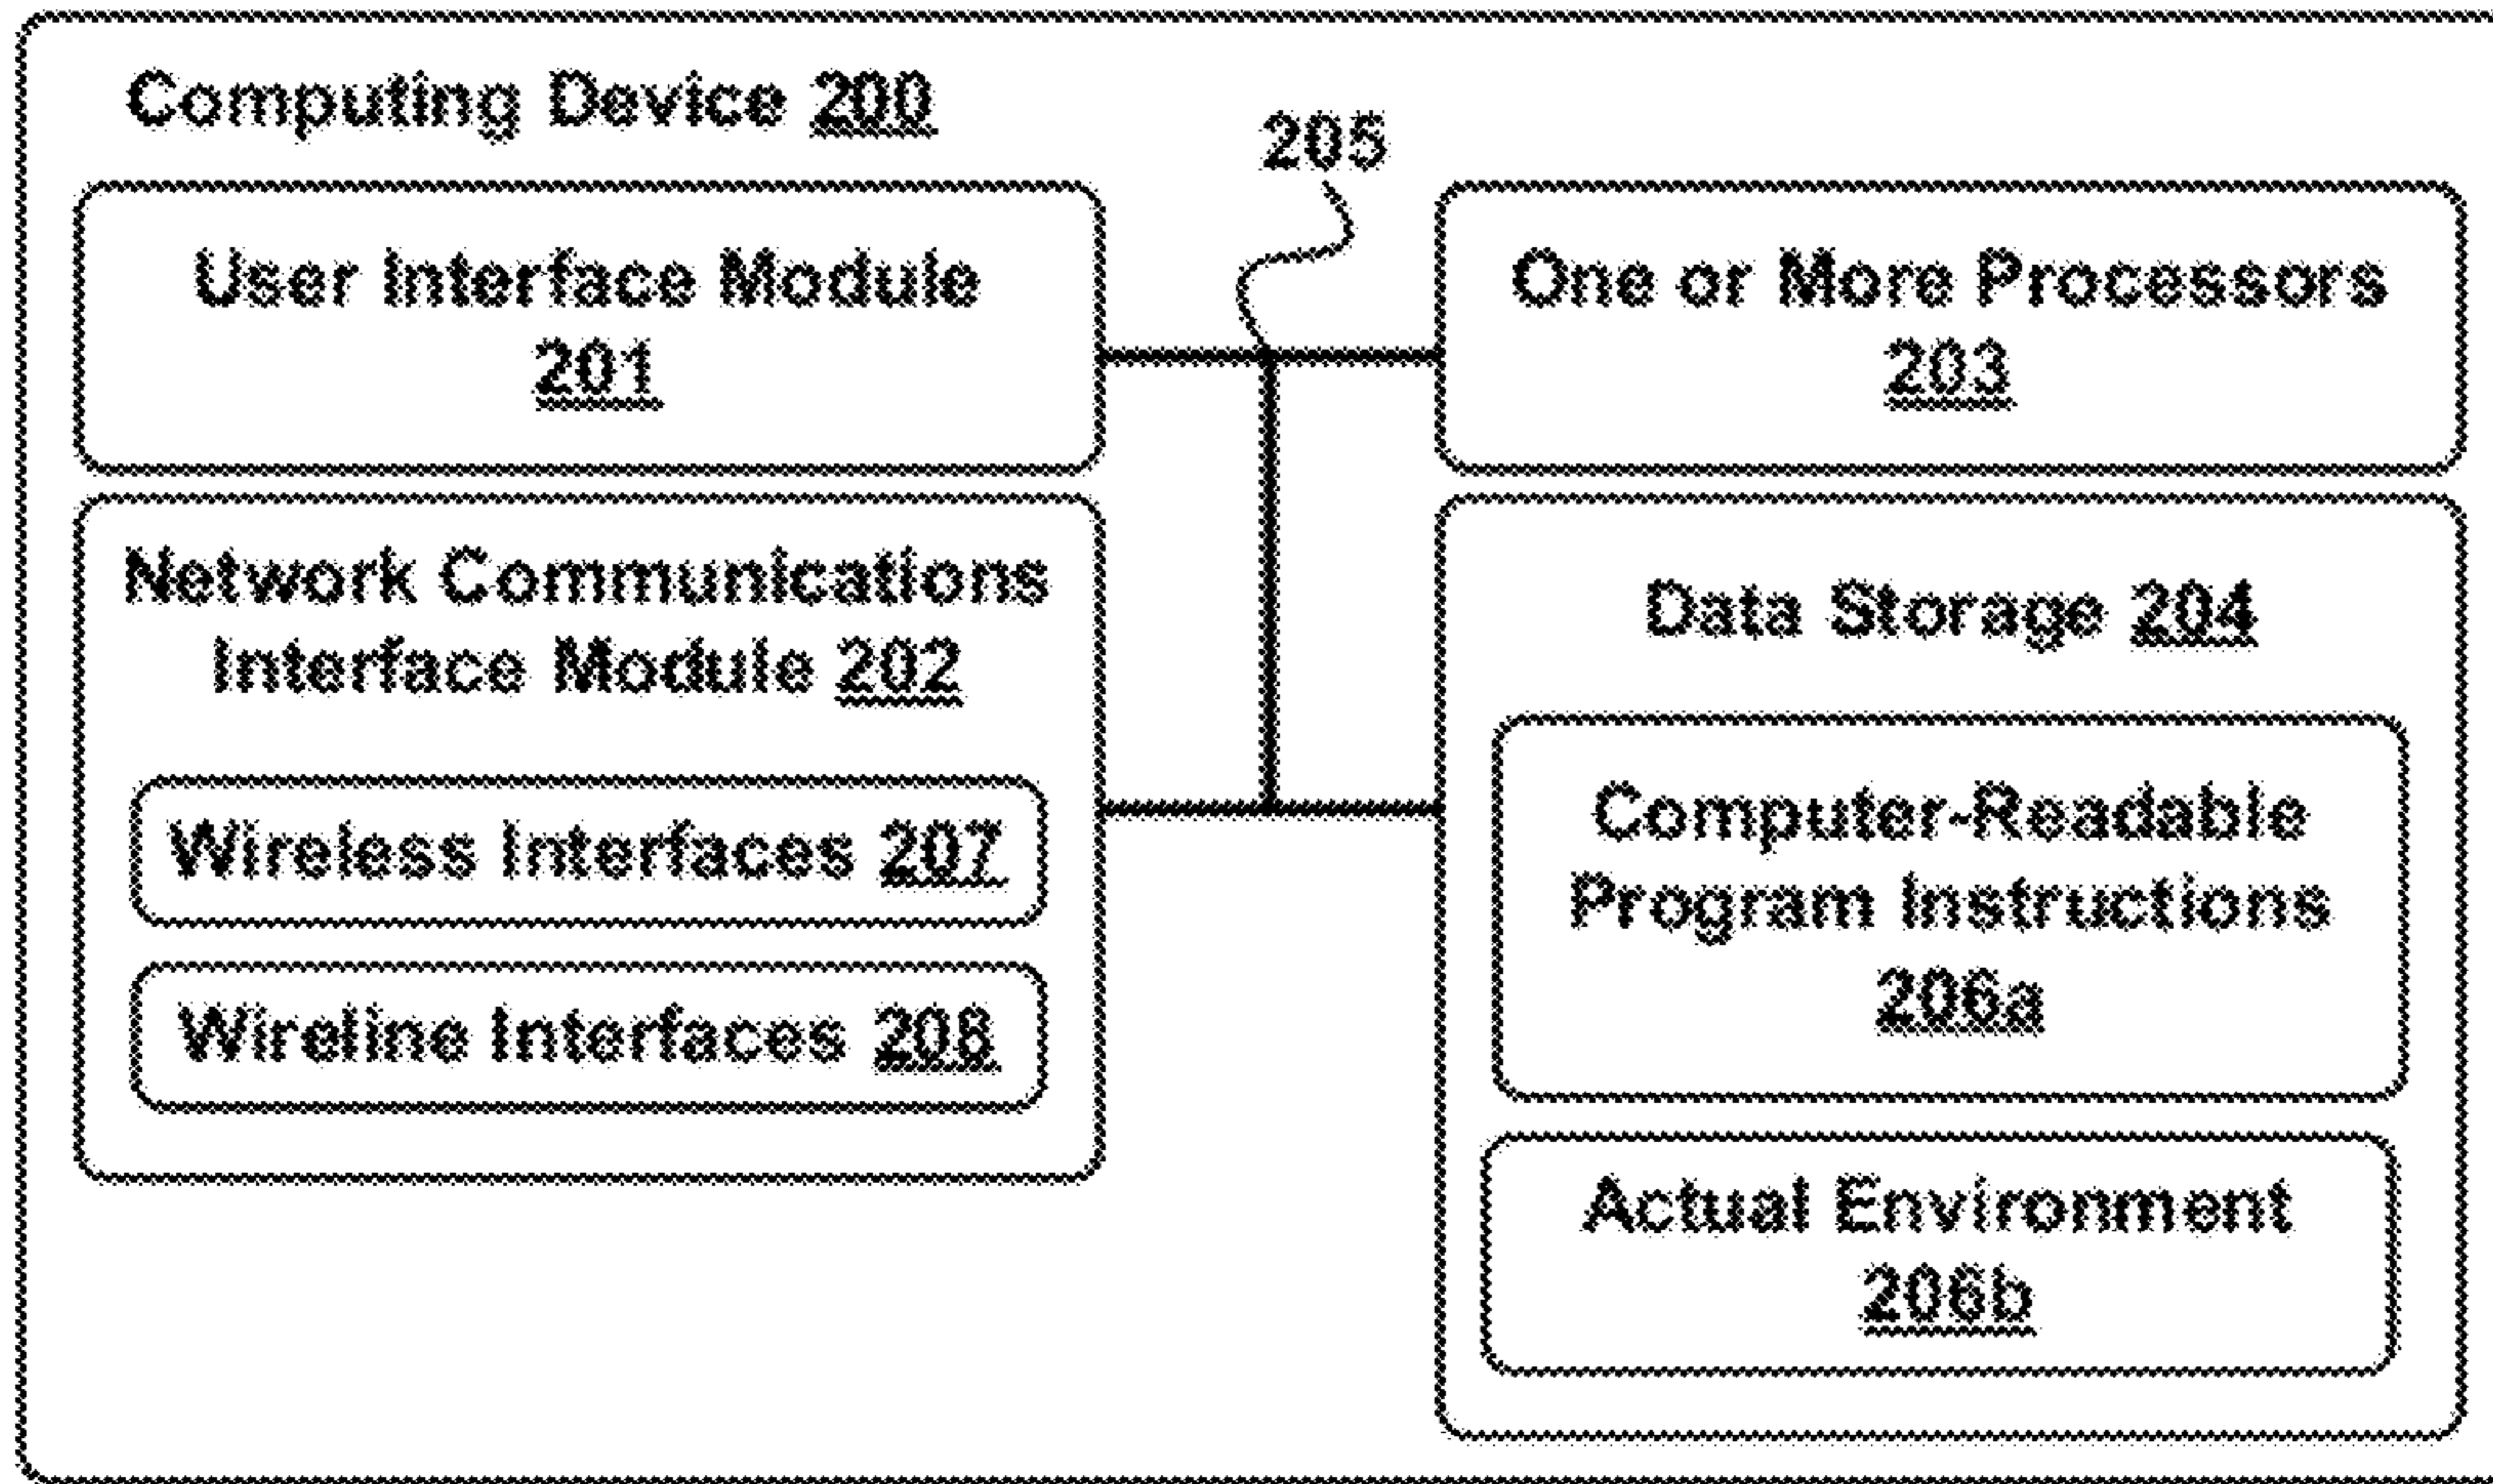 Computing Device 200
205
User Interface Module
201
One or More Processors
203
Network Communications
Interface Module 202
Wireless Interfaces 207
Wireline Interfaces 208
Data Storage 204
Computer-Readable
Program Instructions
206a
Actual Environment
206b